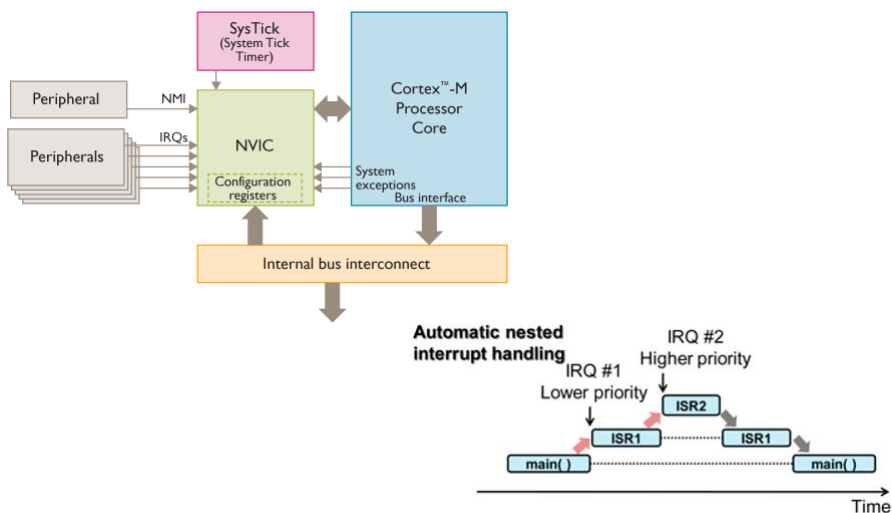 SysTick
(System Tick
Timer)
Peripheral
NMI
Cortex™-M
Processor
Core
IRQs
Peripherals
NVIC
System
exceptions
Configuration
registers
Bus interface
Internal bus interconnect
Automatic nested
interrupt handling
IRQ #2
Higher priority
IRQ #1
Lower priority
ISR2
ISR1
ISR1
main( )
main( )
Time